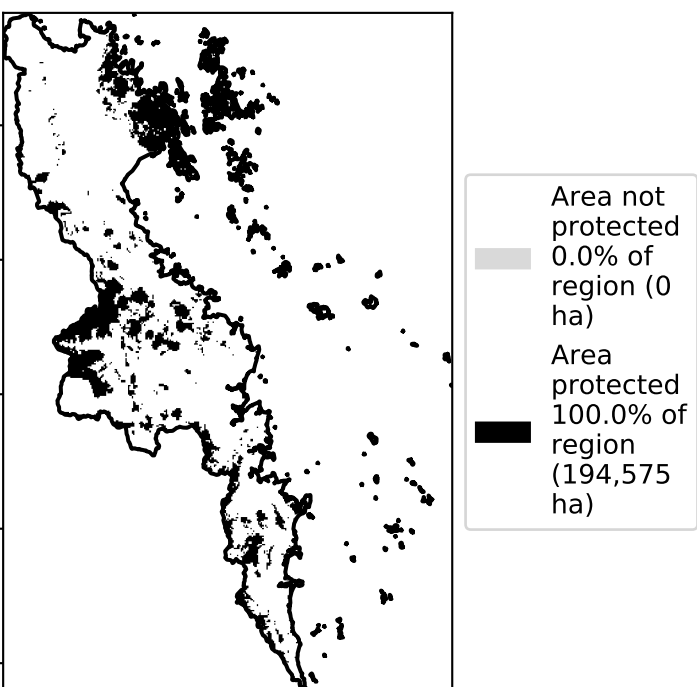 Area not
protected
0.0% of
region (0
ha)
Area
protected
100.0% of
region
(194,575
ha)